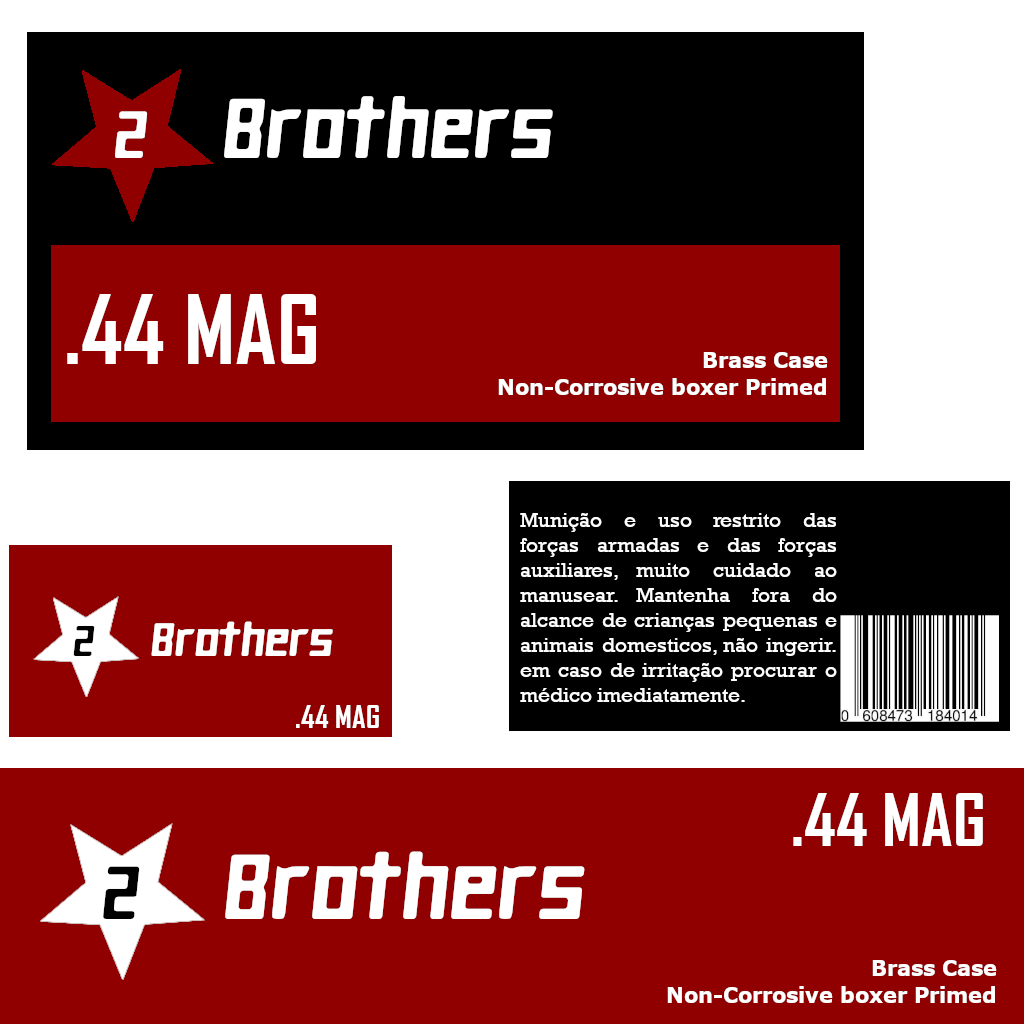 2 Brothers
.44 MAG
Brass Case
Non-Corrosive boxer Primed
Munição e uso restrito das
forças armadas e das forças
auxiliares, muito cuidado ao
manusear. Mantenha fora do
alcance de crianças pequenas e
animais domesticos, não ingerir.
em caso de irritação procurar o
médico imediatamente.
0 608473 184014
2 Brothers
.44 MAG
.44 MAG
2 Brothers
Brass Case
Non-Corrosive boxer Primed